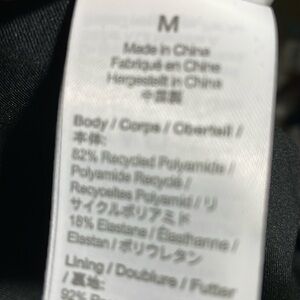 M
Made in China
Fabriqué en Chine
Hergestellt in China
中国製
Body / Corps / Oberteil /
本体:
82% Recycled Polyamide /
Polyamide Recyclé /
Recyceltes Polyamid / リ
サイクルポリアミド
18% Elastane / Élasthanne /
Elastan / ポリウレタン
Lining / Doublure / Futter
/ 裏地:
92%